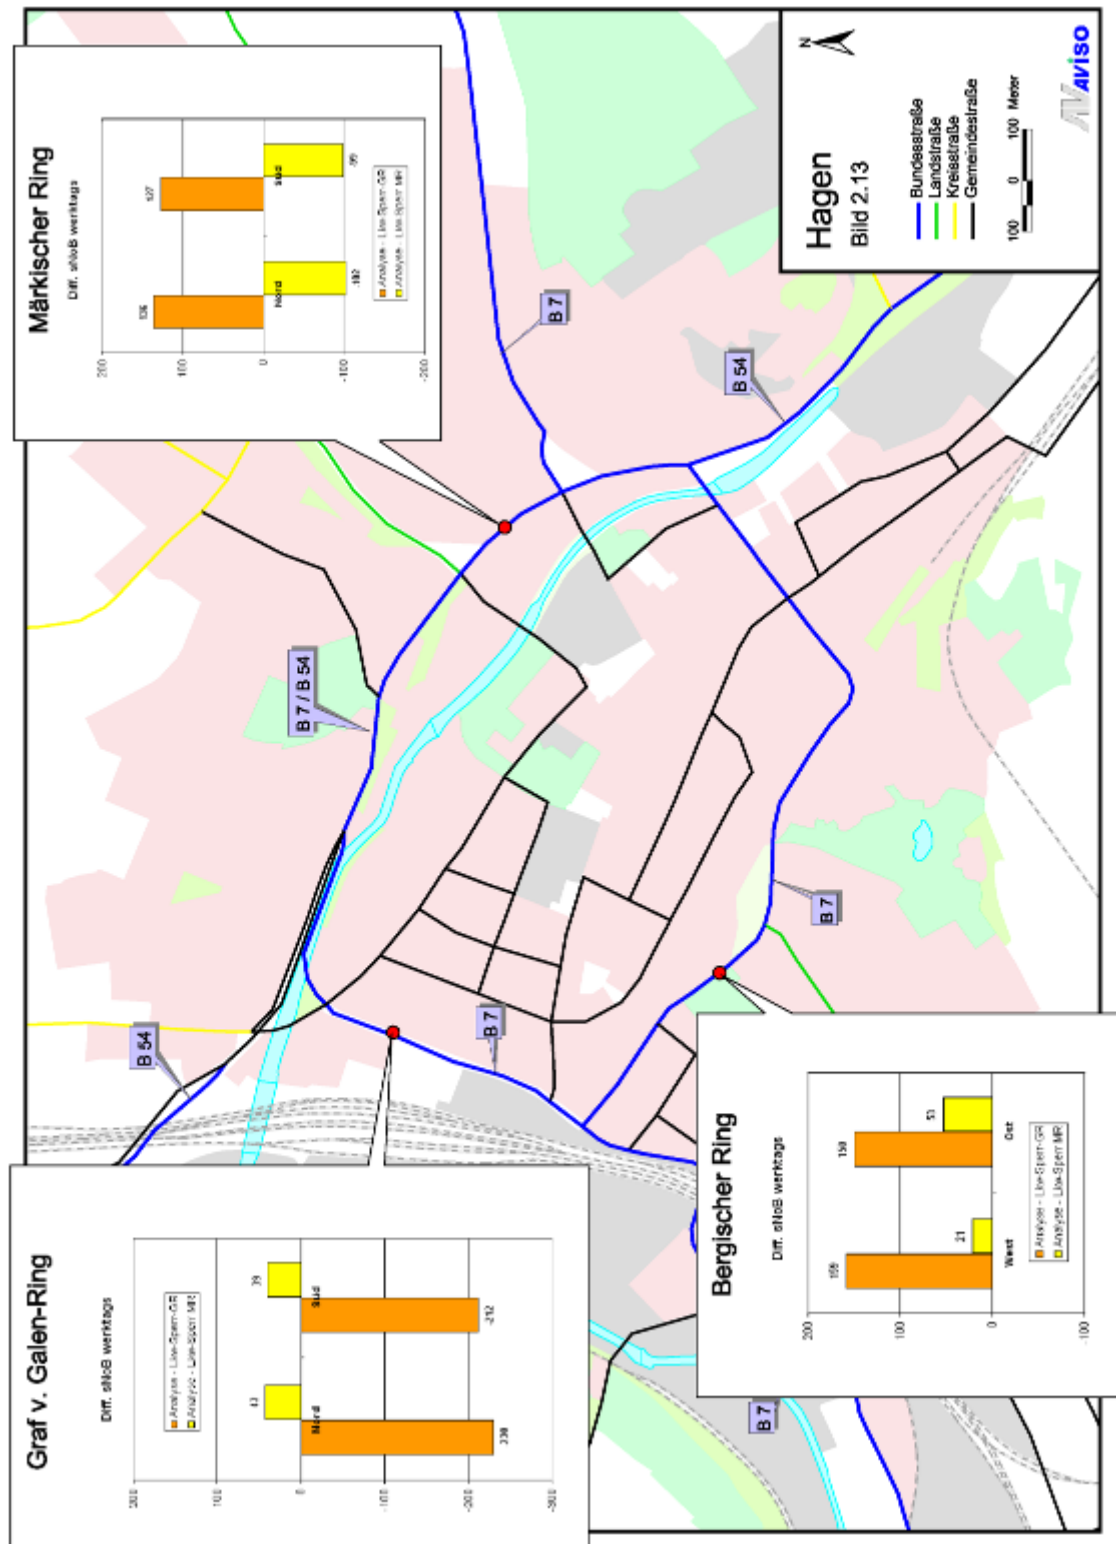 Graf v. Galen-Ring
Diff. sNoB werktags
200
100
0
-100
-200
-300
43
39
-212
Nord
Süd
Analyse - Lkw-Sperr-GR
Analyse - Lkw-Sperr MR
Märkischer Ring
Diff. sNoB werktags
200
100
0
-100
-200
136
127
-102
-99
Nord
Süd
Analyse - Lkw-Sperr-GR
Analyse - Lkw-Sperr MR
Bergischer Ring
Diff. sNoB werktags
200
100
0
-100
159
21
150
53
West
Ost
Analyse - Lkw-Sperr-GR
Analyse - Lkw-Sperr MR
B 54
B 7 / B 54
B 7
B 54
B 7
B 7
B 7
N
Hagen
Bild 2.13
Bundesstraße
Landstraße
Kreisstraße
Gemeindestraße
100 0 100 Meter
AVISO